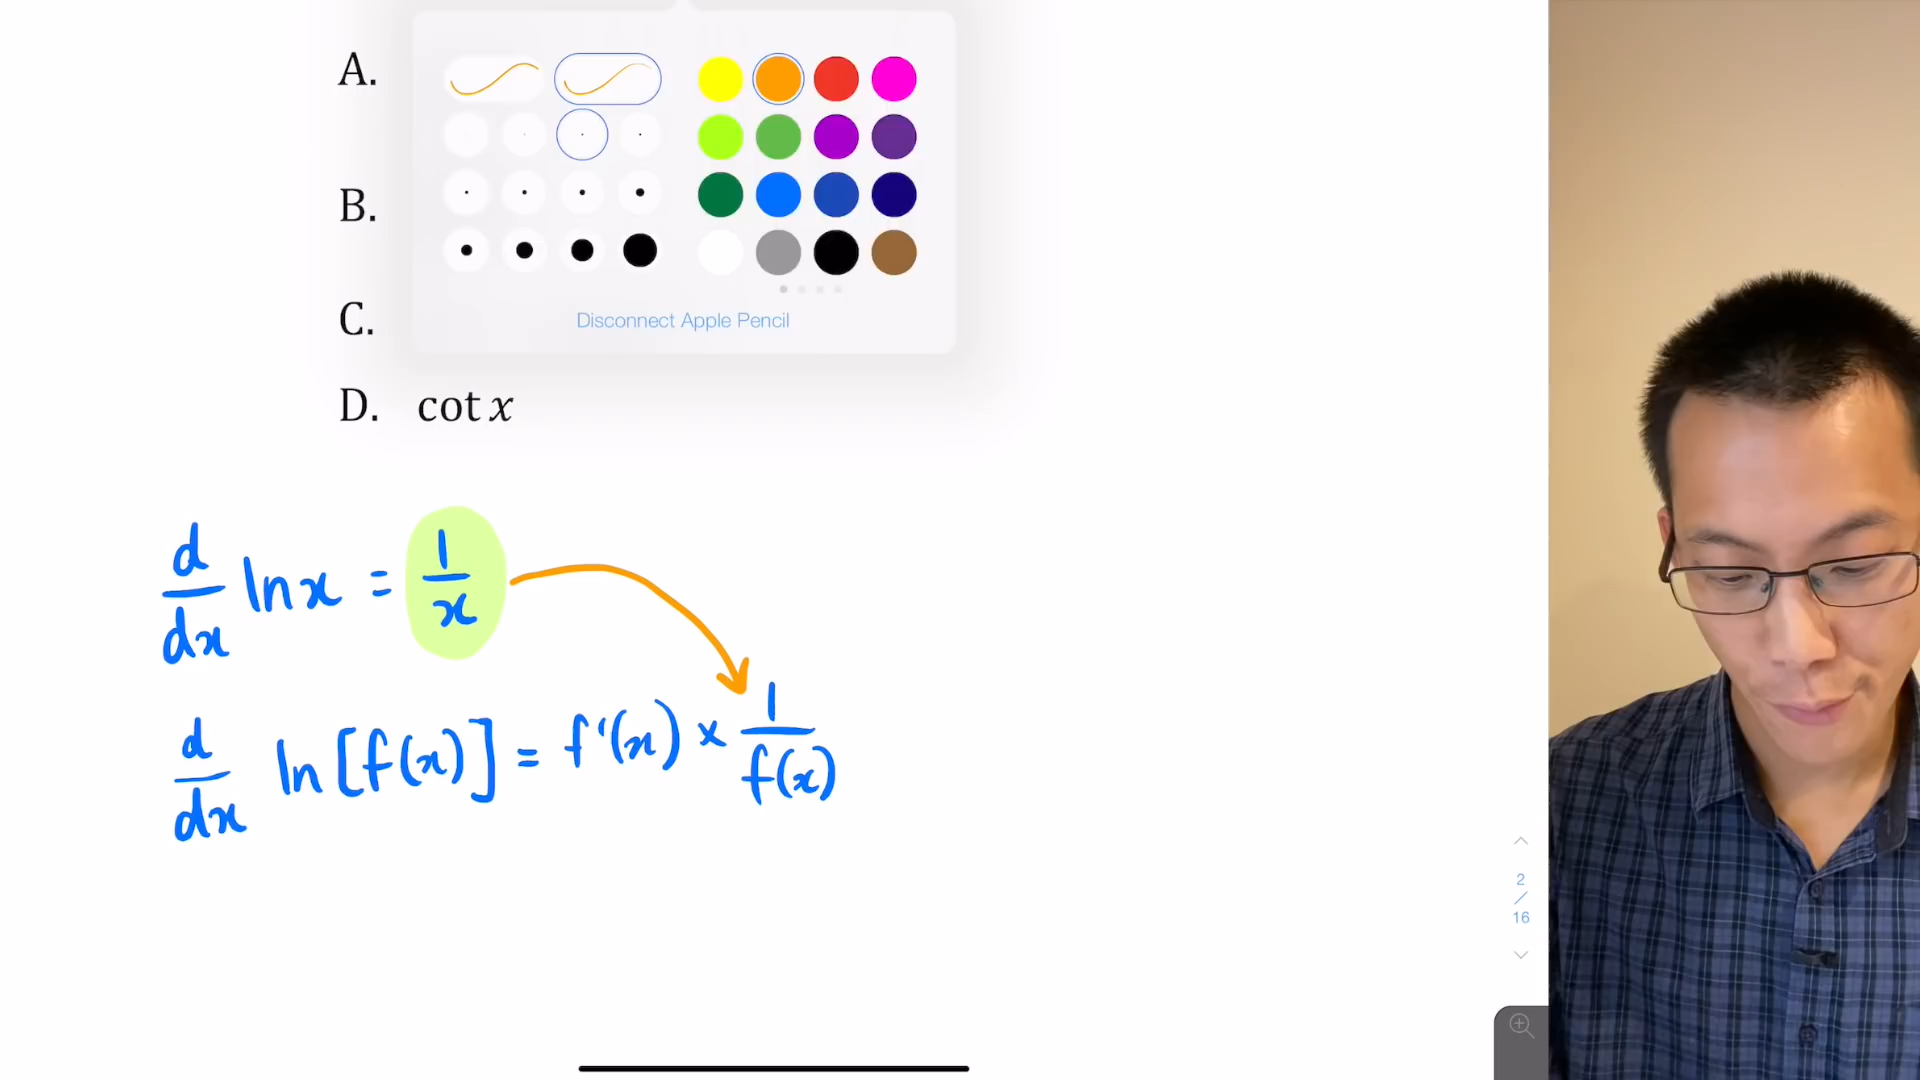 A.
B.
C.
Disconnect Apple Pencil
D. cot x
d/dx ln x = 1/x
d/dx ln [f(x)] = f'(x) × 1/f(x)
2
/
16